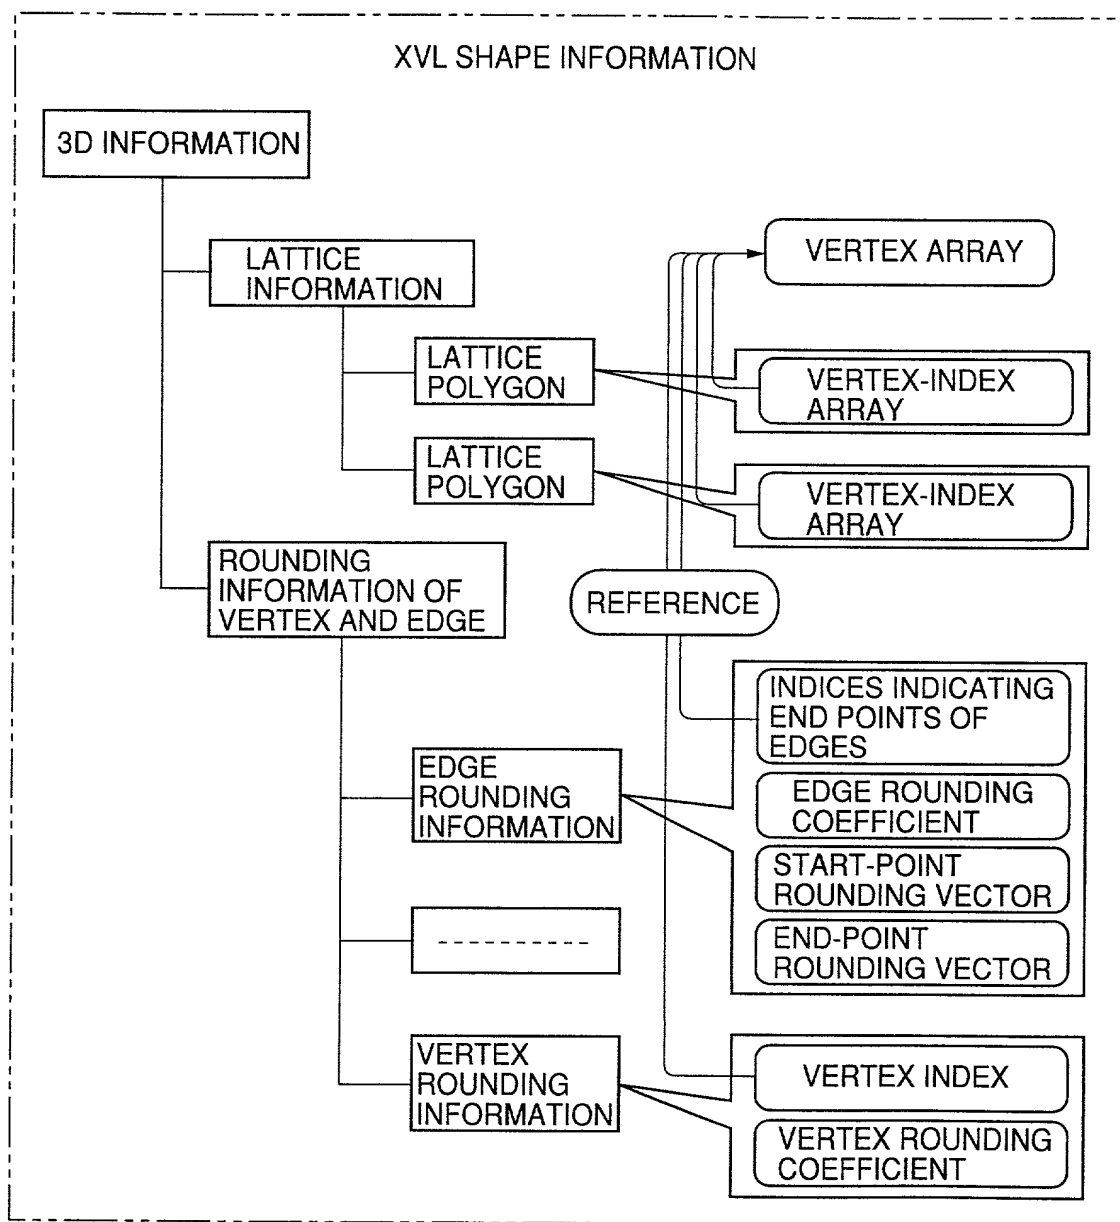 XVL SHAPE INFORMATION
3D INFORMATION
LATTICE
INFORMATION
VERTEX ARRAY
LATTICE
POLYGON
VERTEX-INDEX
ARRAY
LATTICE
POLYGON
VERTEX-INDEX
ARRAY
ROUNDING
INFORMATION OF
VERTEX AND EDGE
REFERENCE
INDICES INDICATING
END POINTS OF
EDGES
EDGE
ROUNDING
INFORMATION
EDGE ROUNDING
COEFFICIENT
START-POINT
ROUNDING VECTOR
END-POINT
ROUNDING VECTOR
VERTEX
ROUNDING
INFORMATION
VERTEX INDEX
VERTEX ROUNDING
COEFFICIENT